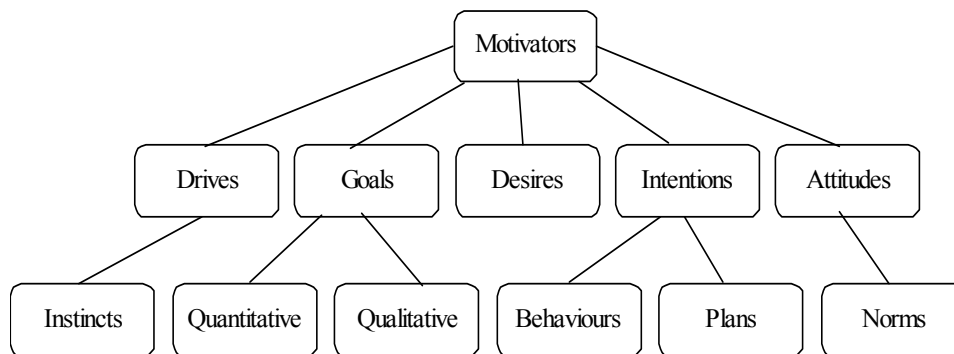 Motivators
Drives
Goals
Desires
Intentions
Attitudes
Instincts
Quantitative
Qualitative
Behaviours
Plans
Norms